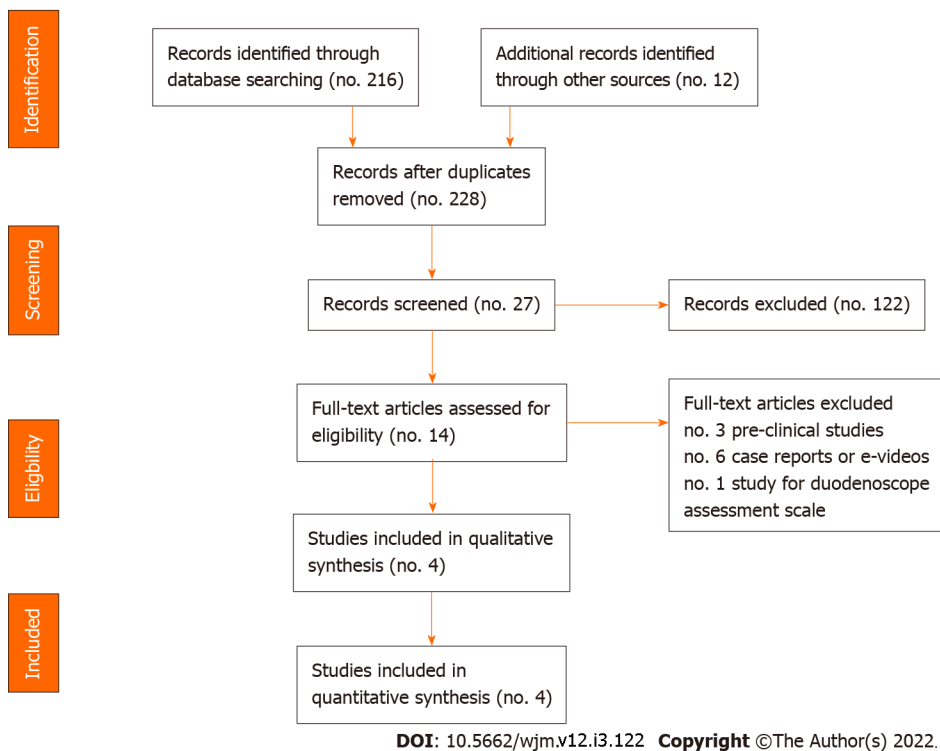 Identification
Records identified through
database searching (no. 216)
Additional records identified
through other sources (no. 12)
Records after duplicates
removed (no. 228)
Screening
Records screened (no. 27)
Records excluded (no. 122)
Eligbility
Full-text articles assessed for
eligibility (no. 14)
Full-text articles excluded
no. 3 pre-clinical studies
no. 6 case reports or e-videos
no. 1 study for duodenoscope
assessment scale
Studies included in qualitative
synthesis (no. 4)
Included
Studies included in
quantitative synthesis (no. 4)
DOI: 10.5662/wjm.v12.i3.122 Copyright ©The Author(s) 2022.